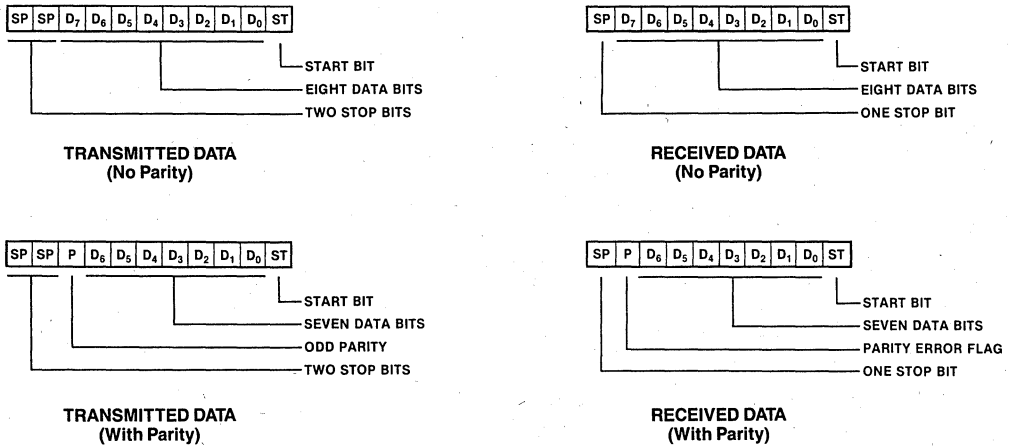 SP SP D7 D6 D5 D4 D3 D2 D1 D0 ST
START BIT
EIGHT DATA BITS
TWO STOP BITS
TRANSMITTED DATA
(No Parity)
SP D7 D6 D5 D4 D3 D2 D1 D0 ST
START BIT
EIGHT DATA BITS
ONE STOP BIT
RECEIVED DATA
(No Parity)
SP SP P D6 D5 D4 D3 D2 D1 D0 ST
START BIT
SEVEN DATA BITS
ODD PARITY
TWO STOP BITS
TRANSMITTED DATA
(With Parity)
SP P D6 D5 D4 D3 D2 D1 D0 ST
START BIT
SEVEN DATA BITS
PARITY ERROR FLAG
ONE STOP BIT
RECEIVED DATA
(With Parity)